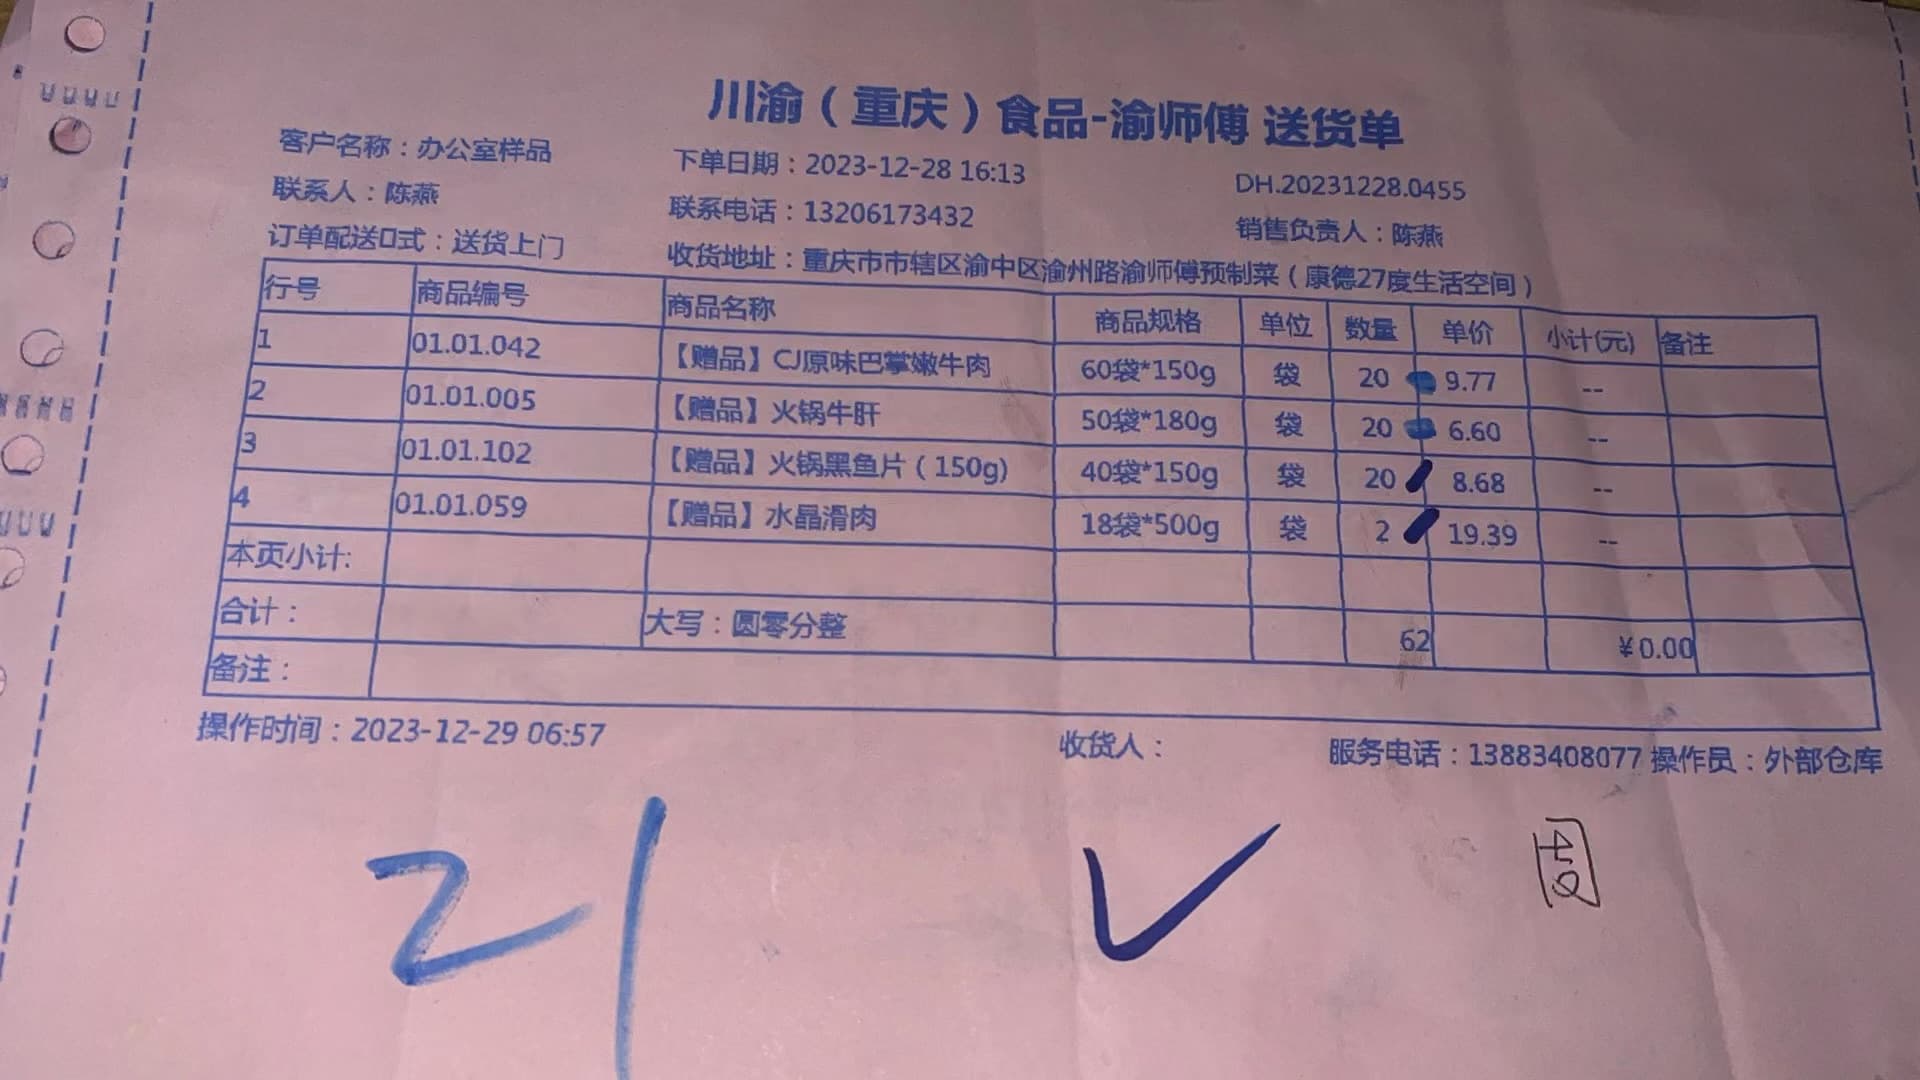 川渝（重庆）食品-渝师傅 送货单
客户名称：办公室样品 下单日期：2023-12-28 16:13 DH.20231228.0455
联系人：陈燕 联系电话：13206173432 销售负责人：陈燕
订单配送口式：送货上门 收货地址：重庆市市辖区渝中区渝州路渝师傅预制菜（康德27度生活空间）
行号 商品编号 商品名称 商品规格 单位 数量 单价 小计(元) 备注
1 01.01.042 【赠品】CJ原味巴掌嫩牛肉 60袋*150g 袋 20 9.77 --
2 01.01.005 【赠品】火锅牛肝 50袋*180g 袋 20 6.60 --
3 01.01.102 【赠品】火锅黑鱼片（150g) 40袋*150g 袋 20 8.68 --
4 01.01.059 【赠品】水晶滑肉 18袋*500g 袋 2 19.39 --
本页小计:
合计： 大写：圆零分整 62 ￥0.00
备注：
操作时间：2023-12-29 06:57 收货人： 服务电话：13883408077 操作员：外部仓库
21